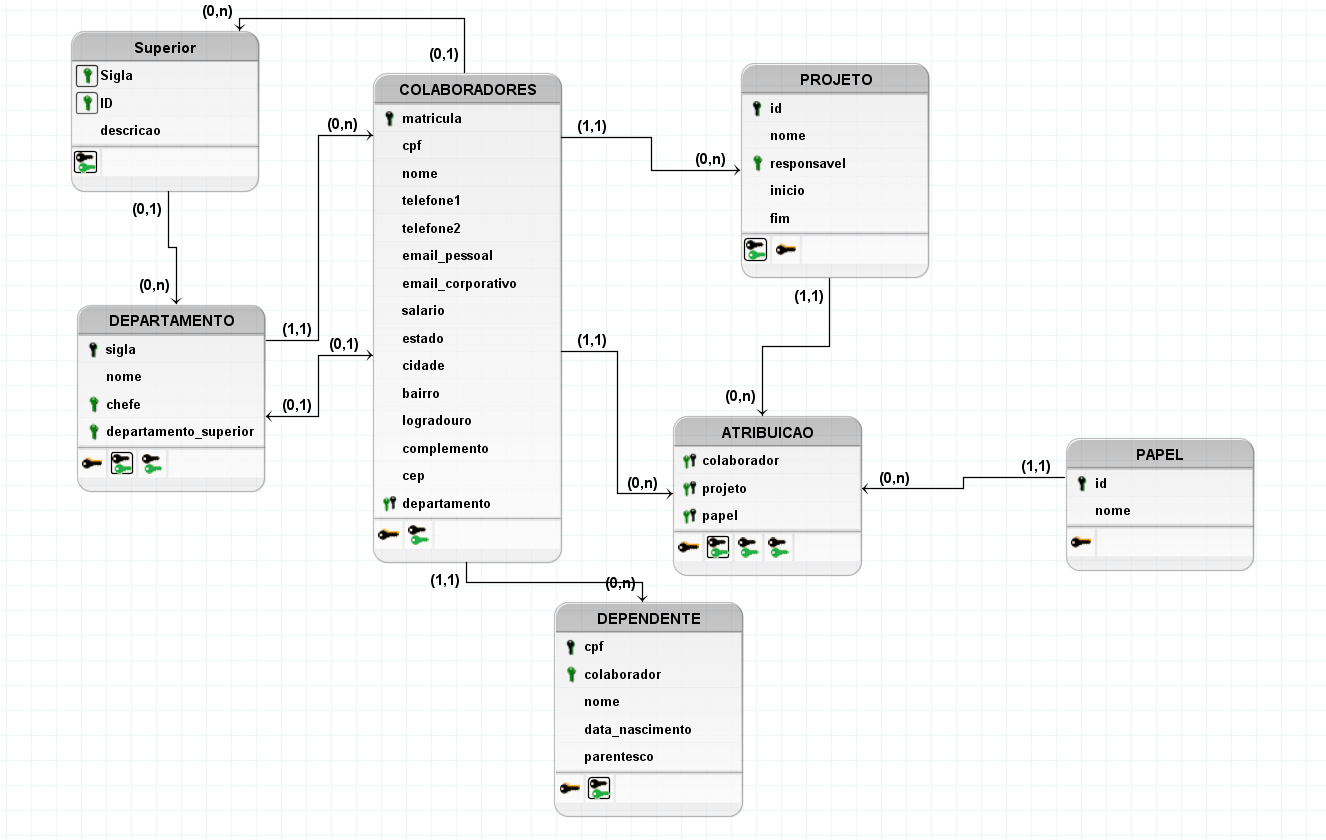 (0,n)
Superior
Sigla
ID
descricao
(0,1)
(0,n)
(0,1)
COLABORADORES
matricula
cpf
nome
telefone1
telefone2
email_pessoal
email_corporativo
salario
estado
cidade
bairro
logradouro
complemento
cep
departamento
(0,n)
(1,1)
(0,1)
(0,1)
DEPARTAMENTO
sigla
nome
chefe
departamento_superior
(1,1)
(0,n)
PROJETO
id
nome
responsavel
inicio
fim
(1,1)
(0,n)
(1,1)
(0,n)
ATRIBUICAO
colaborador
projeto
papel
(0,n)
(1,1)
PAPEL
id
nome
(1,1)
(0,n)
DEPENDENTE
cpf
colaborador
nome
data_nascimento
parentesco